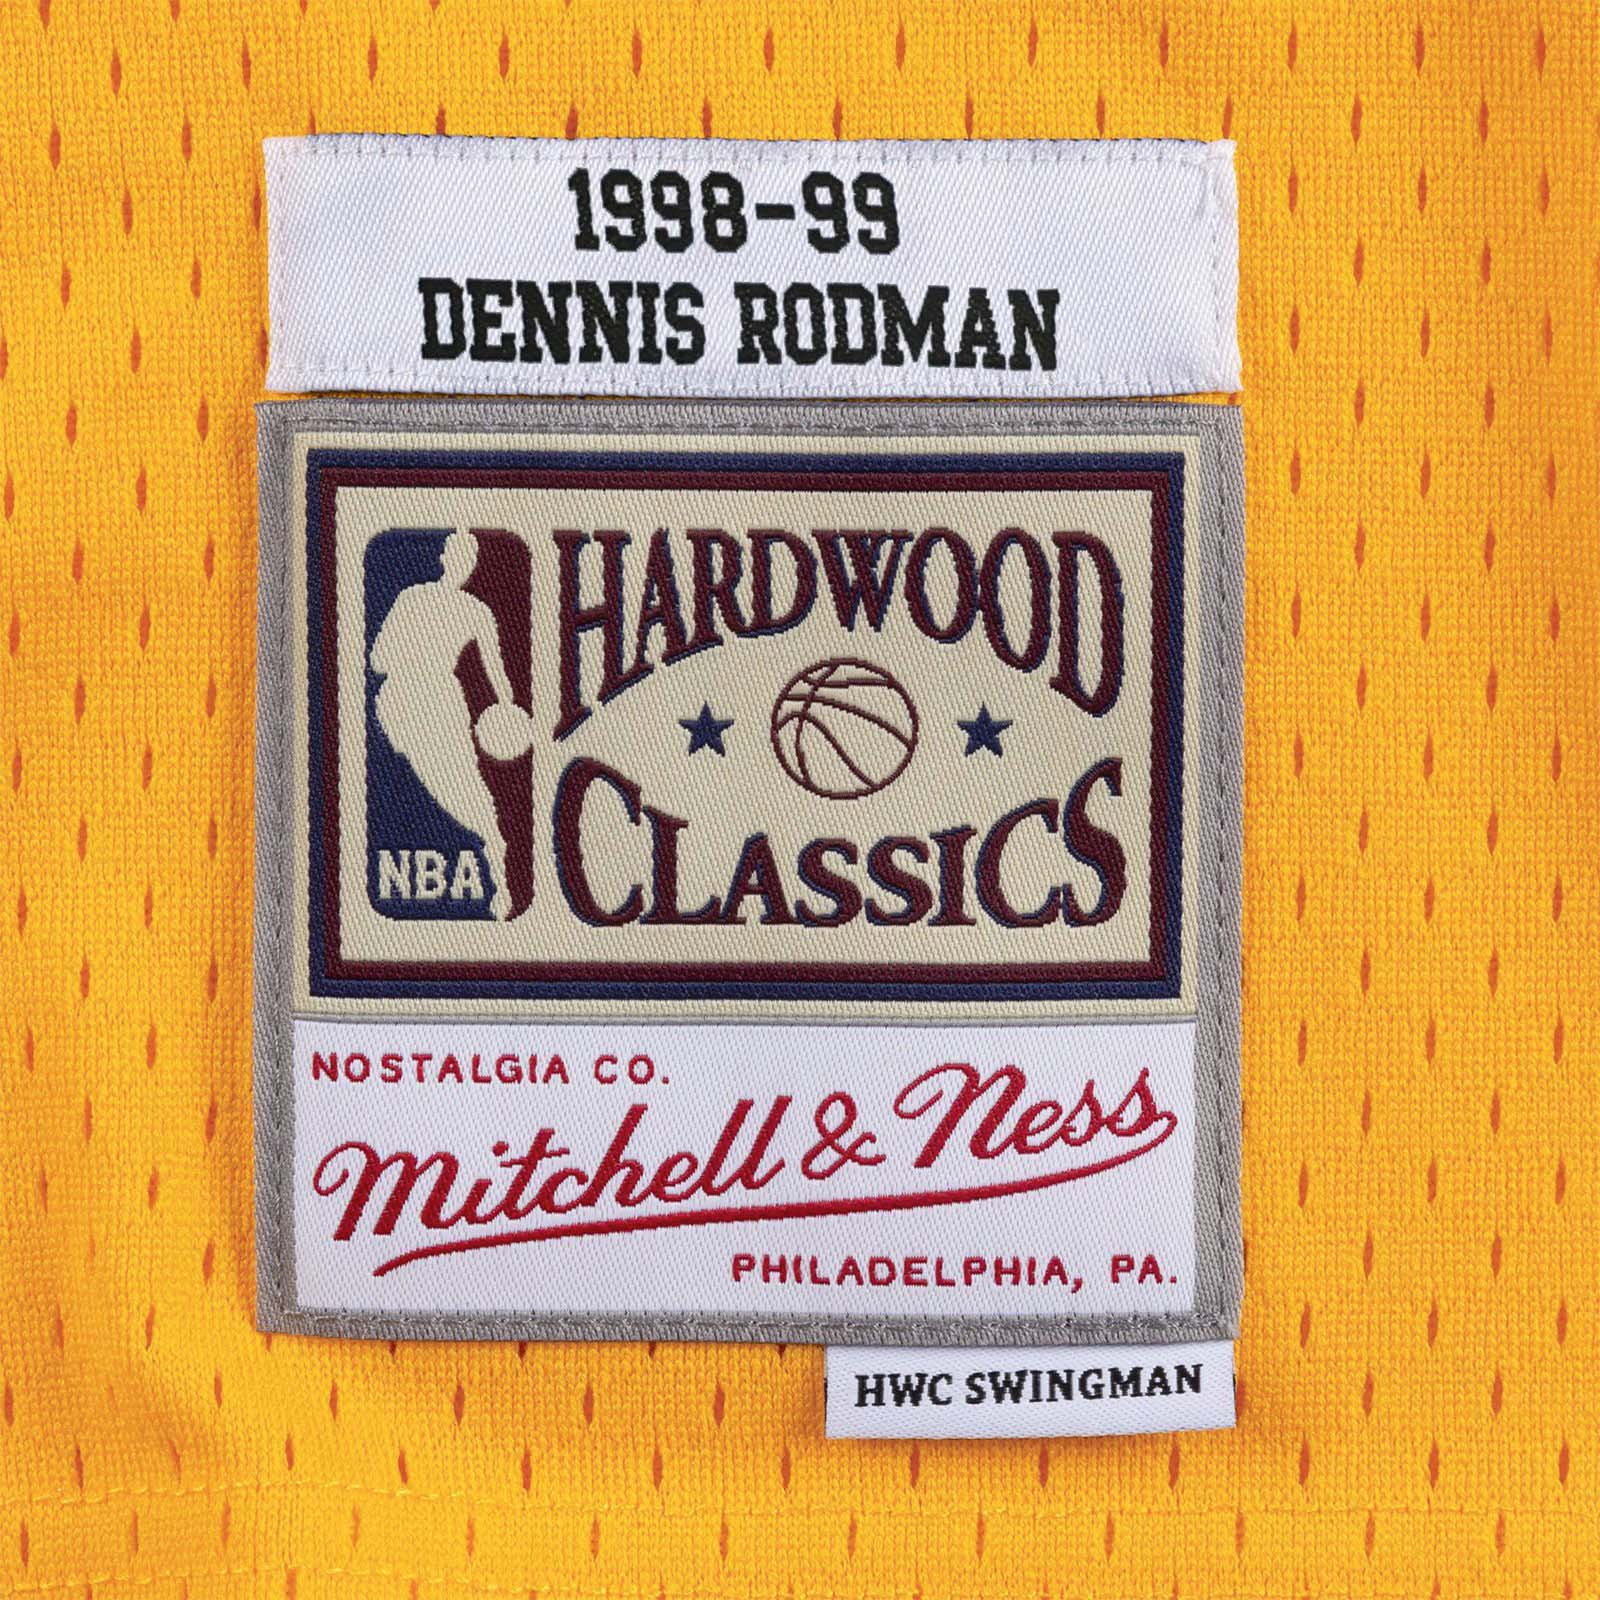 1998-99
DENNIS RODMAN
HARDWOOD
CLASSICS
NBA
NOSTALGIA CO.
Mitchell & Ness
PHILADELPHIA, PA.
HWC SWINGMAN